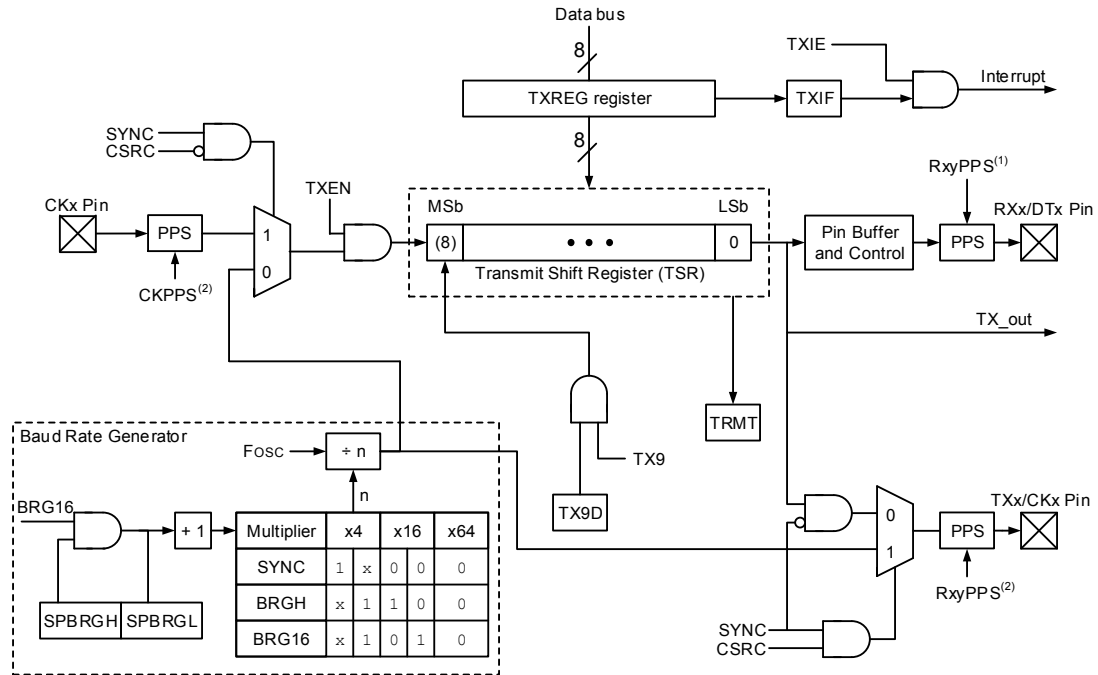 Data bus
8
TXIE
Interrupt
TXREG register
TXIF
SYNC
CSRC
8
RxyPPS(1)
TXEN
CKx Pin
MSb
LSb
RXx/DTx Pin
PPS
1
(8)
• • •
0
Pin Buffer
and Control
PPS
0
Transmit Shift Register (TSR)
CKPPS(2)
TX_out
TRMT
Baud Rate Generator
FOSC
÷ n
TX9
n
TX9D
BRG16
+ 1
Multiplier x4 x16 x64
SYNC 1 x 0 0 0
BRGH x 1 1 0 0
BRG16 x 1 0 1 0
SPBRGH SPBRGL
TXx/CKx Pin
0
PPS
1
RxyPPS(2)
SYNC
CSRC